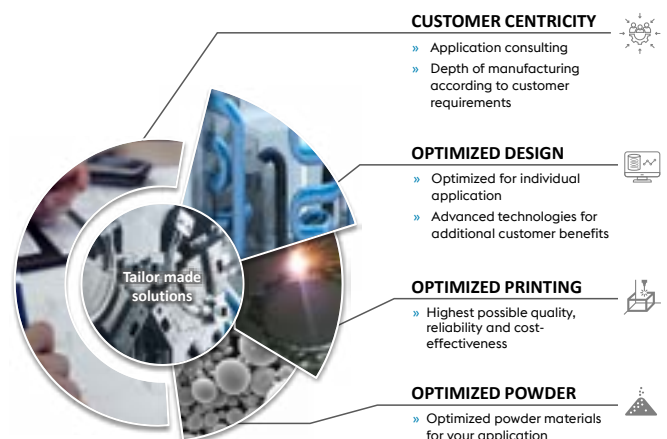 CUSTOMER CENTRICITY
» Application consulting
» Depth of manufacturing
according to customer
requirements
OPTIMIZED DESIGN
» Optimized for individual
application
» Advanced technologies for
additional customer benefits
Tailor made
solutions
OPTIMIZED PRINTING
» Highest possible quality,
reliability and cost-
effectiveness
OPTIMIZED POWDER
» Optimized powder materials
for your application